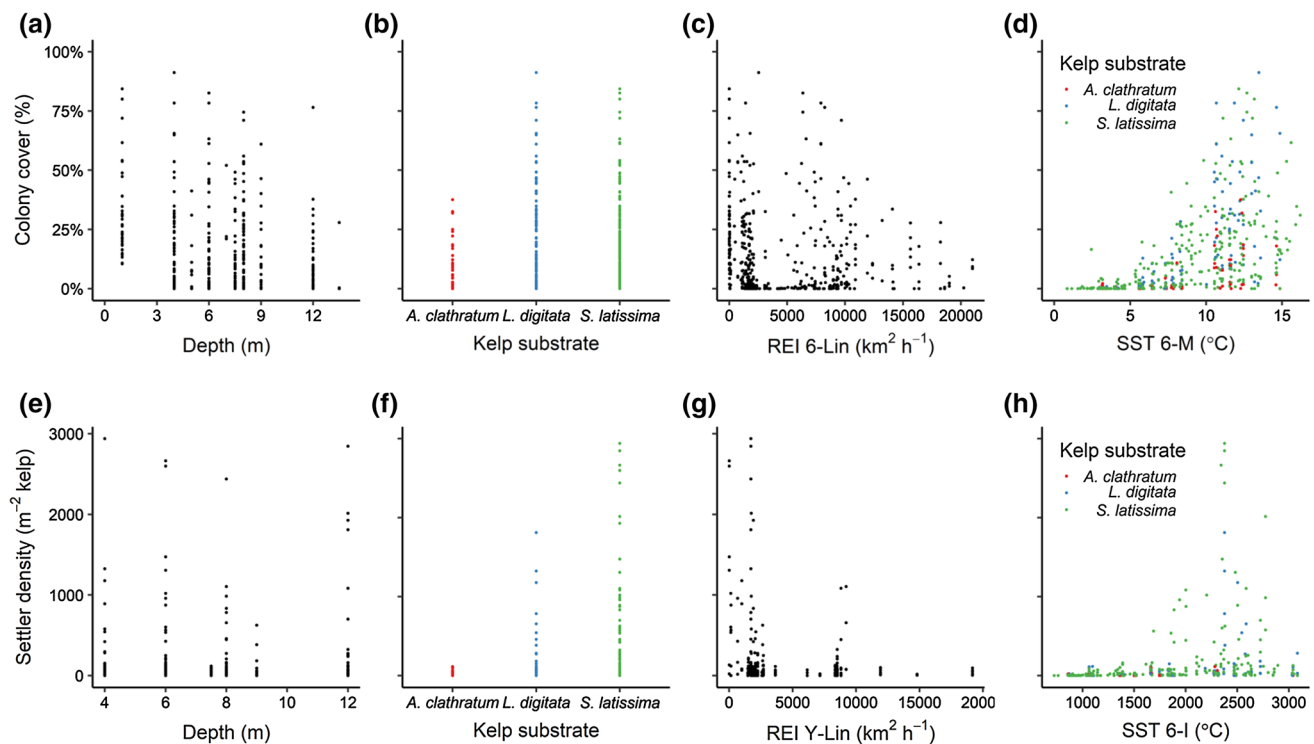 (a)
(b)
(c)
(d)
100%
75%
50%
25%
0%
Colony cover (%)
0 3 6 9 12
Depth (m)
A. clathratum L. digitata S. latissima
Kelp substrate
0 5000 10000 15000 20000
REI 6-Lin (km² h⁻¹)
Kelp substrate
A. clathratum
L. digitata
S. latissima
0 5 10 15
SST 6-M (°C)
(e)
(f)
(g)
(h)
3000
2000
1000
0
Settler density (m⁻² kelp)
4 6 8 10 12
Depth (m)
A. clathratum L. digitata S. latissima
Kelp substrate
0 5000 10000 15000 2000
REI Y-Lin (km² h⁻¹)
Kelp substrate
A. clathratum
L. digitata
S. latissima
1000 1500 2000 2500 3000
SST 6-I (°C)